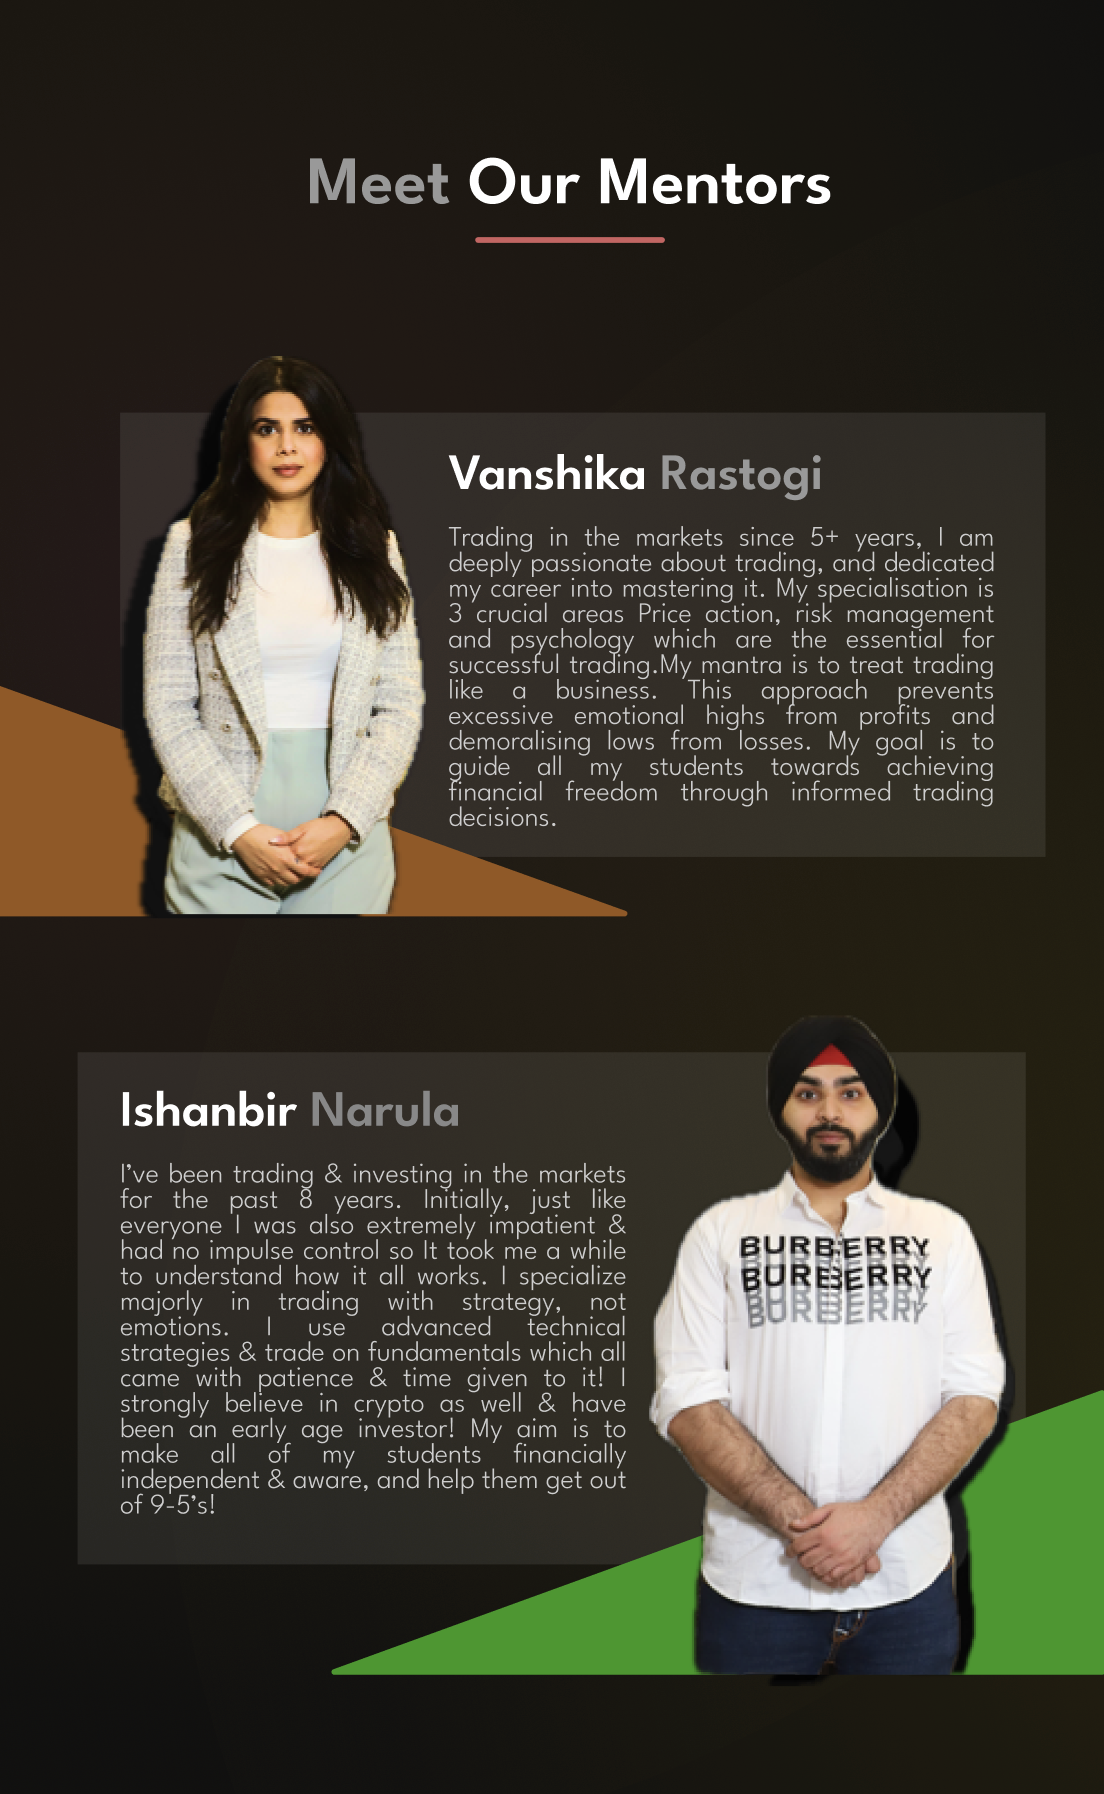 Meet Our Mentors
Vanshika Rastogi
Trading in the markets since 5+ years, I am
deeply passionate about trading, and dedicated
my career into mastering it. My specialisation is
3 crucial areas Price action, risk management
and psychology which are the essential for
successful trading.My mantra is to treat trading
like a business. This approach prevents
excessive emotional highs from profits and
demoralising lows from losses. My goal is to
guide all my students towards achieving
financial freedom through informed trading
decisions.
Ishanbir Narula
I’ve been trading & investing in the markets
for the past 8 years. Initially, just like
everyone I was also extremely impatient &
had no impulse control so It took me a while
to understand how it all works. I specialize
majorly in trading with strategy, not
emotions. I use advanced technical
strategies & trade on fundamentals which all
came with patience & time given to it! I
strongly believe in crypto as well & have
been an early age investor! My aim is to
make all of my students financially
independent & aware, and help them get out
of 9-5’s!
BURBERRY
BURBERRY
BURBERRY